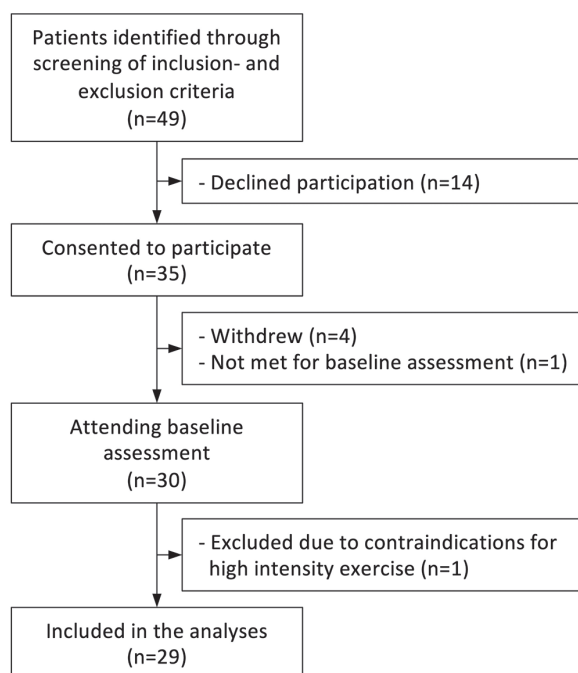 Patients identified through
screening of inclusion- and
exclusion criteria
(n=49)
- Declined participation (n=14)
Consented to participate
(n=35)
- Withdrew (n=4)
- Not met for baseline assessment (n=1)
Attending baseline
assessment
(n=30)
- Excluded due to contraindications for
high intensity exercise (n=1)
Included in the analyses
(n=29)